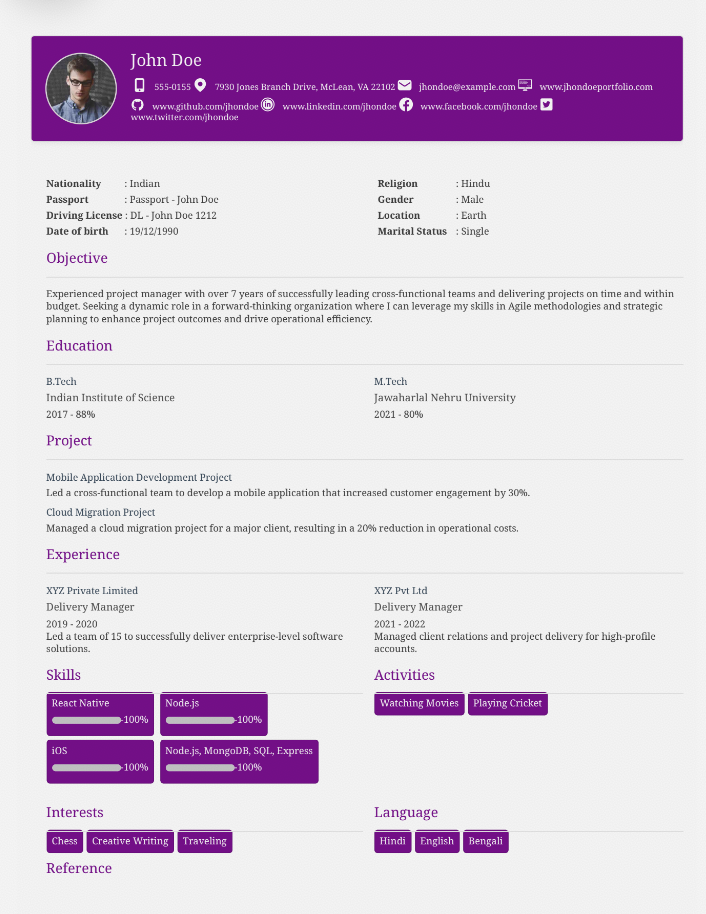 John Doe
555-0155 7930 Jones Branch Drive, McLean, VA 22102 jhondoe@example.com www.jhondoeportfolio.com
www.github.com/jhondoe www.linkedin.com/jhondoe www.facebook.com/jhondoe
www.twitter.com/jhondoe
Nationality : Indian
Passport : Passport - John Doe
Driving License : DL - John Doe 1212
Date of birth : 19/12/1990
Religion : Hindu
Gender : Male
Location : Earth
Marital Status : Single
Objective
Experienced project manager with over 7 years of successfully leading cross-functional teams and delivering projects on time and within
budget. Seeking a dynamic role in a forward-thinking organization where I can leverage my skills in Agile methodologies and strategic
planning to enhance project outcomes and drive operational efficiency.
Education
B.Tech
Indian Institute of Science
2017 - 88%
M.Tech
Jawaharlal Nehru University
2021 - 80%
Project
Mobile Application Development Project
Led a cross-functional team to develop a mobile application that increased customer engagement by 30%.
Cloud Migration Project
Managed a cloud migration project for a major client, resulting in a 20% reduction in operational costs.
Experience
XYZ Private Limited
Delivery Manager
2019 - 2020
Led a team of 15 to successfully deliver enterprise-level software
solutions.
XYZ Pvt Ltd
Delivery Manager
2021 - 2022
Managed client relations and project delivery for high-profile
accounts.
Skills
React Native
100%
Node.js
100%
iOS
100%
Node.js, MongoDB, SQL, Express
100%
Activities
Watching Movies
Playing Cricket
Interests
Chess
Creative Writing
Traveling
Language
Hindi
English
Bengali
Reference